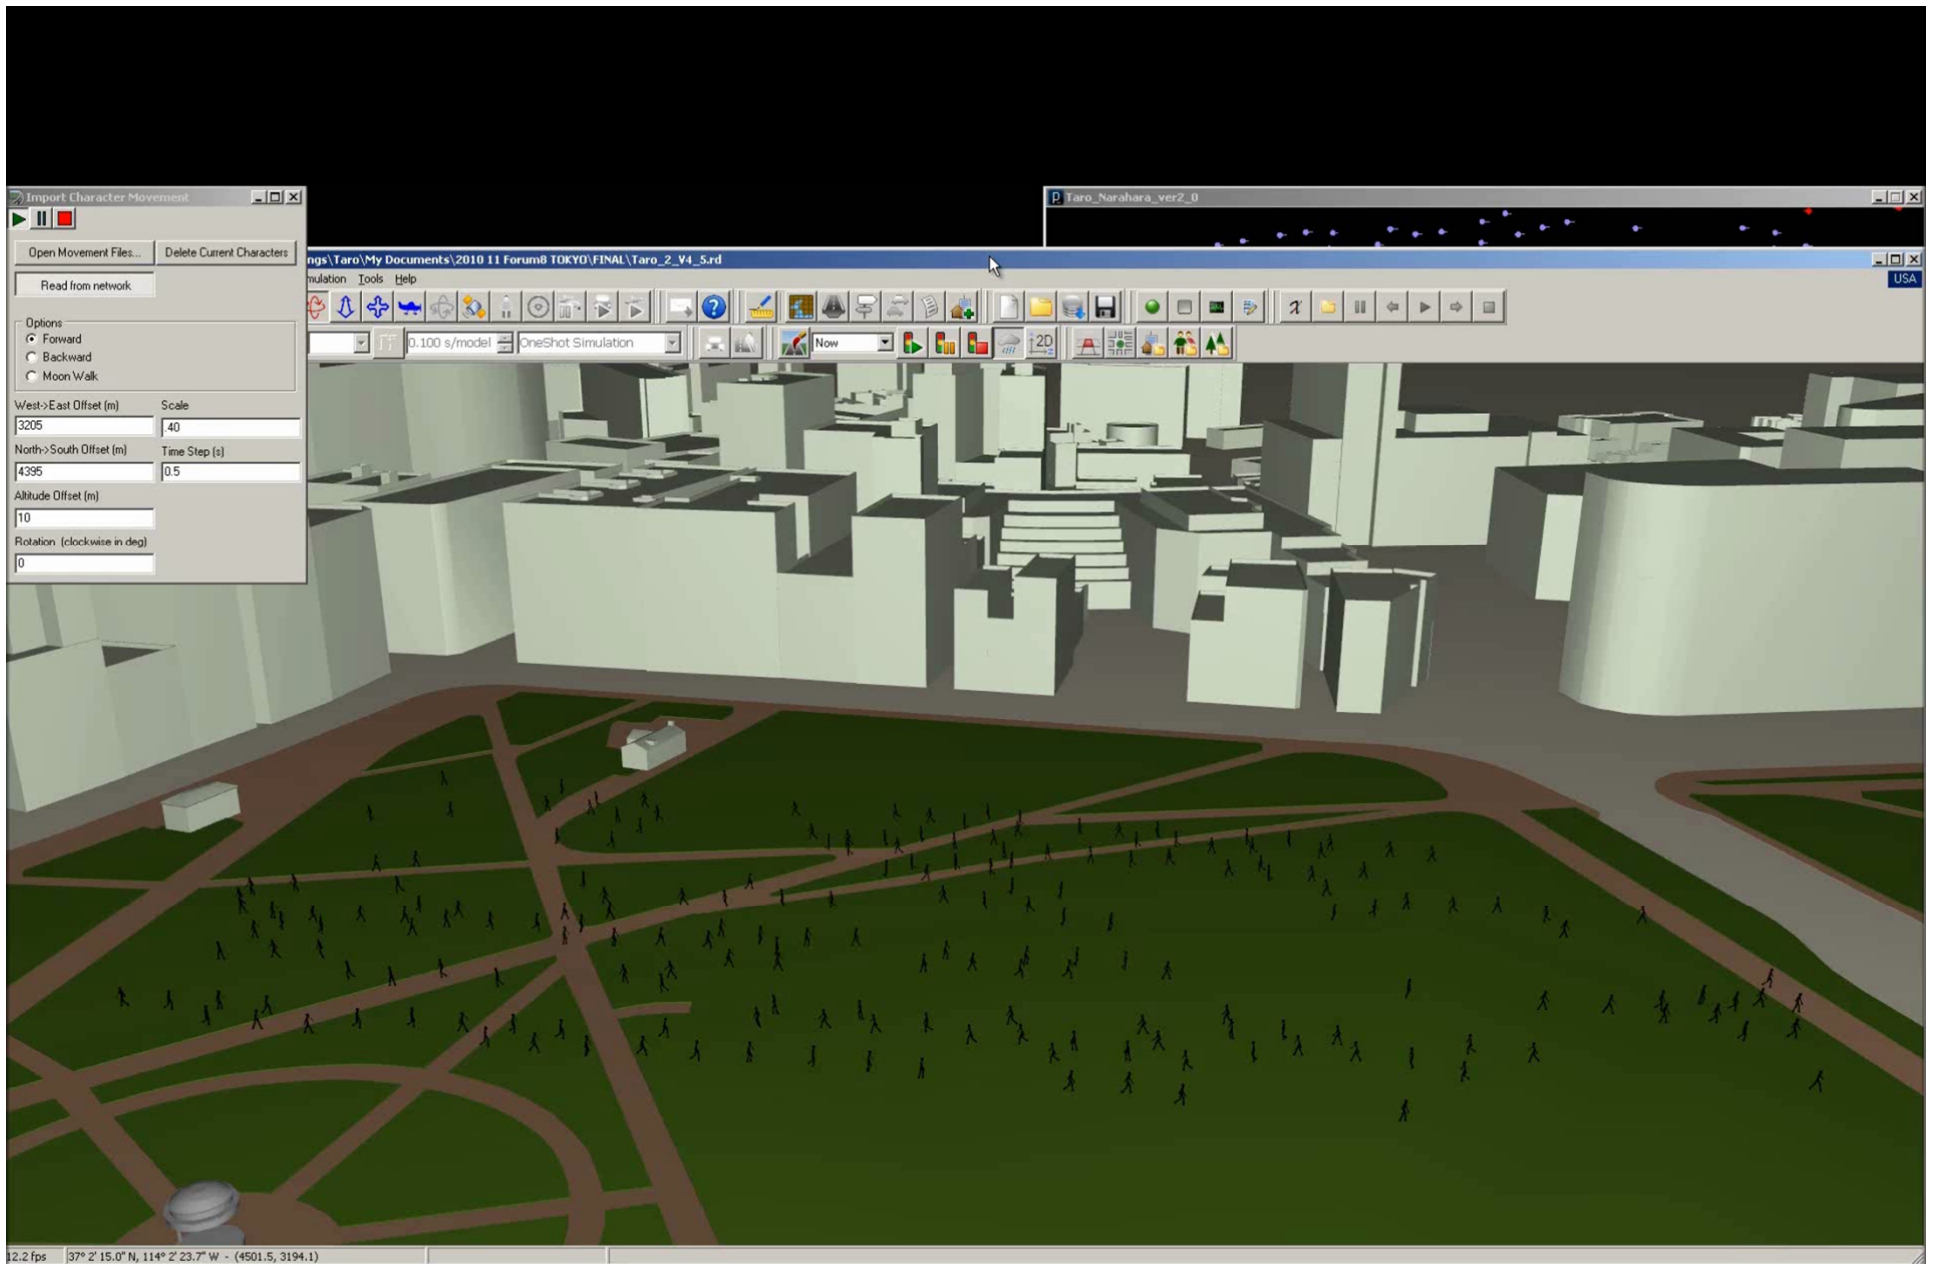 Import Character Movement
Taro_Narahara_ver2_0
Open Movement Files...
Delete Current Characters
Read from network
ngs\Taro\My Documents\2010 11 Forum8 TOKYO\FINAL\Taro_2_V4_5.rd
mulation Tools Help
USA
0.100 s/model
OneShot Simulation
Now
2D
Options
Forward
Backward
Moon Walk
West->East Offset (m)
Scale
3205
.40
North->South Offset (m)
Time Step (s)
4395
0.5
Altitude Offset (m)
10
Rotation (clockwise in deg)
0
12.2 fps
37° 2' 15.0" N, 114° 2' 23.7" W - (4501.5, 3194.1)